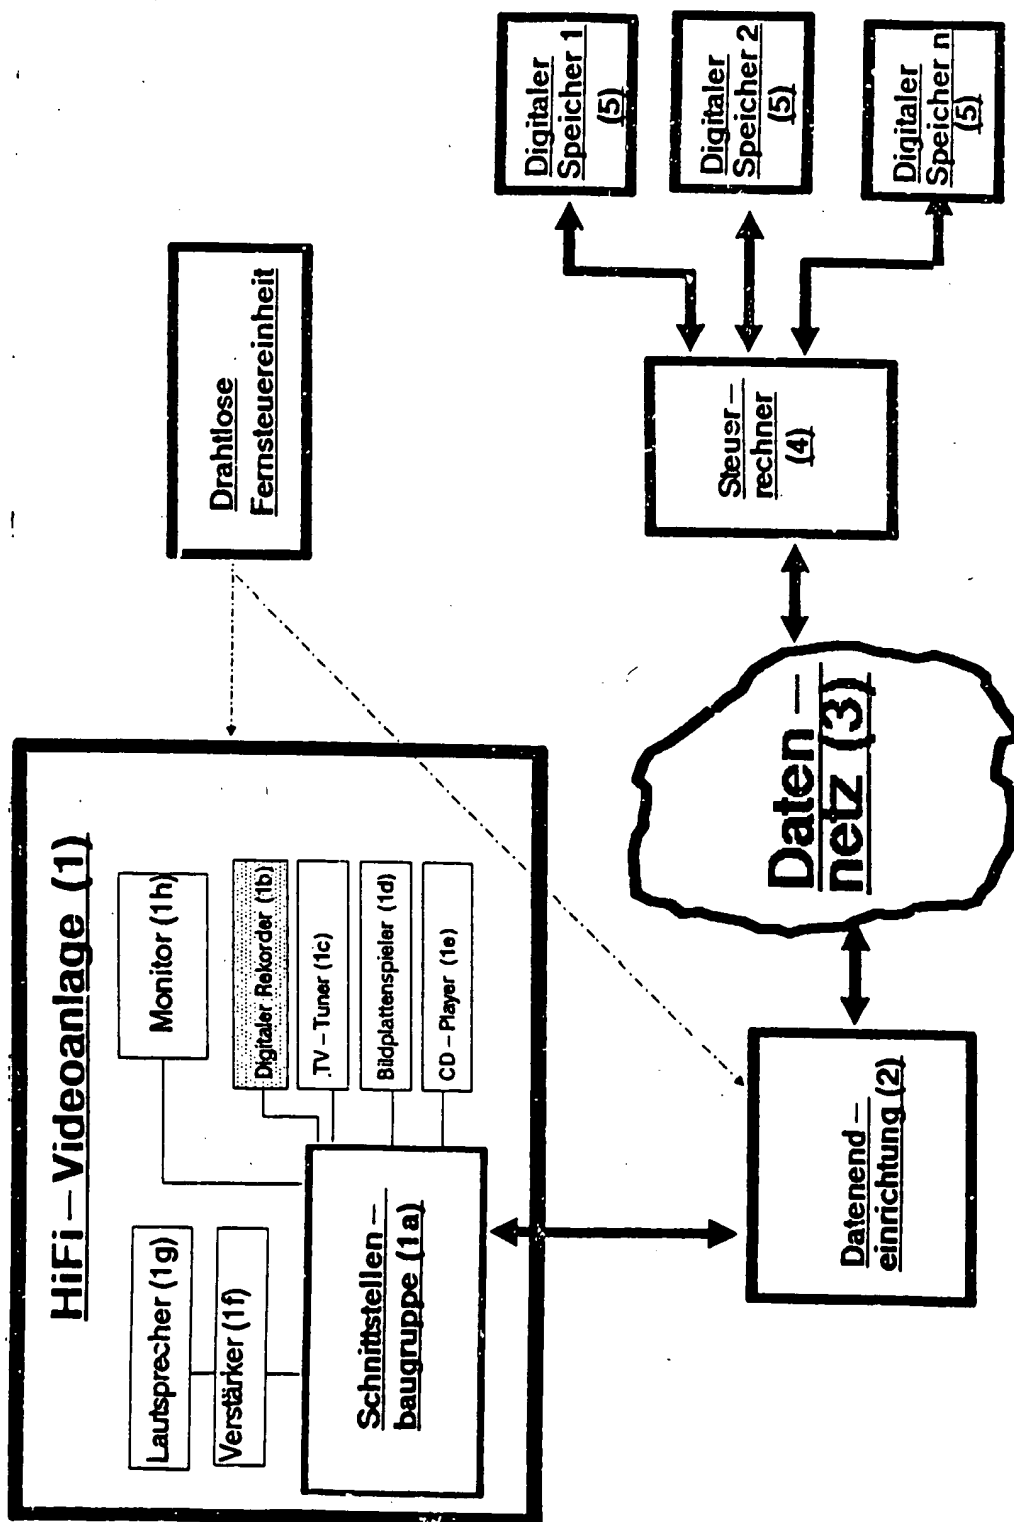 HiFi–Videoanlage (1)
Lautsprecher (1g)
Verstärker (1f)
Monitor (1h)
Digitaler Rekorder (1b)
TV–Tuner (1c)
Bildplattenspieler (1d)
CD–Player (1e)
Schnittstellen–
baugruppe (1a)
Drahtlose
Fernsteuereinheit
Datenend–
einrichtung (2)
Daten–
netz (3)
Steuer–
rechner
(4)
Digitaler
Speicher 1
(5)
Digitaler
Speicher 2
(5)
Digitaler
Speicher n
(5)